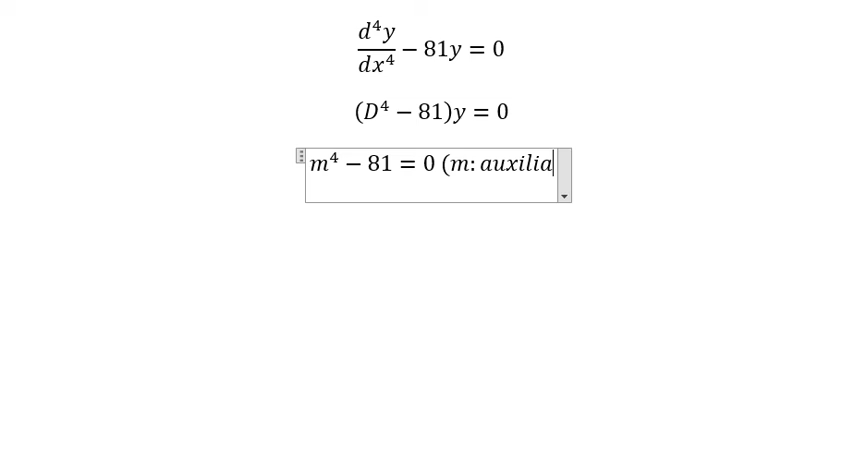 d⁴y/dx⁴ − 81y = 0
(D⁴ − 81)y = 0
m⁴ − 81 = 0 (m: auxilia